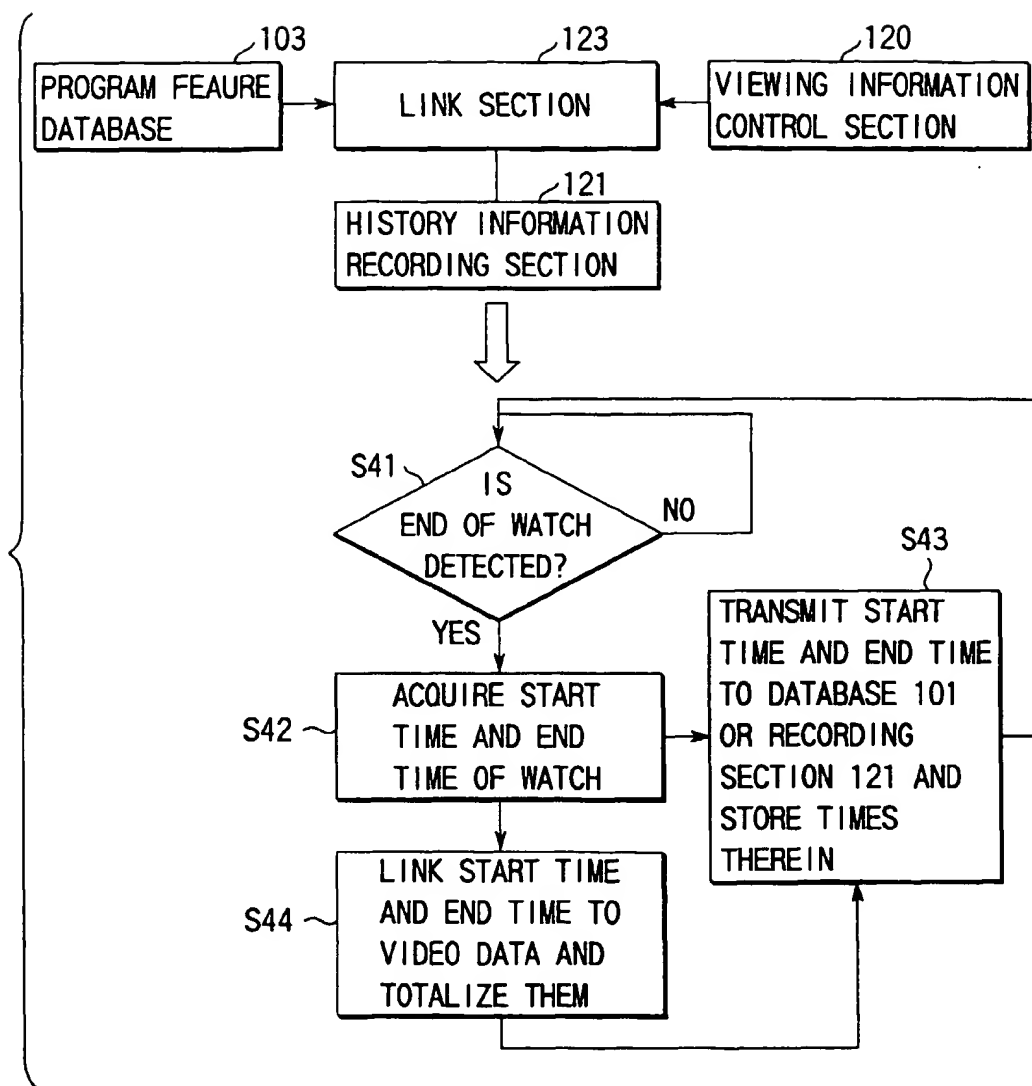 103
PROGRAM FEAURE
DATABASE
123
LINK SECTION
120
VIEWING INFORMATION
CONTROL SECTION
121
HISTORY INFORMATION
RECORDING SECTION
S41
IS
END OF WATCH
DETECTED?
NO
YES
S42
ACQUIRE START
TIME AND END
TIME OF WATCH
S43
TRANSMIT START
TIME AND END TIME
TO DATABASE 101
OR RECORDING
SECTION 121 AND
STORE TIMES
THEREIN
S44
LINK START TIME
AND END TIME TO
VIDEO DATA AND
TOTALIZE THEM